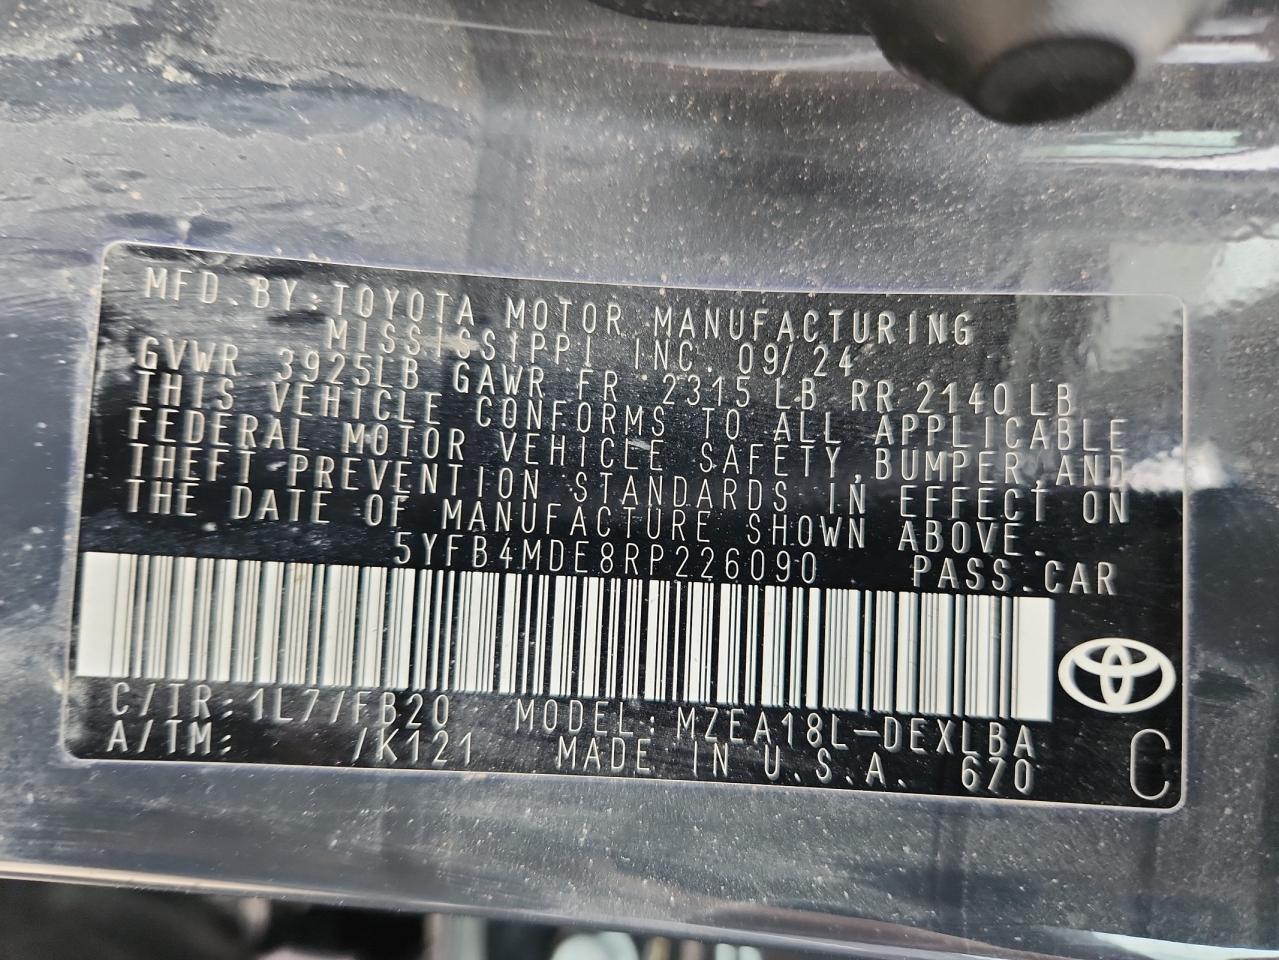 MFD. BY: TOYOTA MOTOR MANUFACTURING
MISSISSIPPI INC. 09/24
GVWR 3925LB GAWR FR 2315 LB RR 2140 LB
THIS VEHICLE CONFORMS TO ALL APPLICABLE
FEDERAL MOTOR VEHICLE SAFETY, BUMPER, AND
THEFT PREVENTION STANDARDS IN EFFECT ON
THE DATE OF MANUFACTURE SHOWN ABOVE.
5YFB4MDE8RP226090 PASS. CAR
C/TR: 1L7/FB20 MODEL: MZEA18L-DEXLBA
A/TM: /K121 MADE IN U.S.A. 670
C